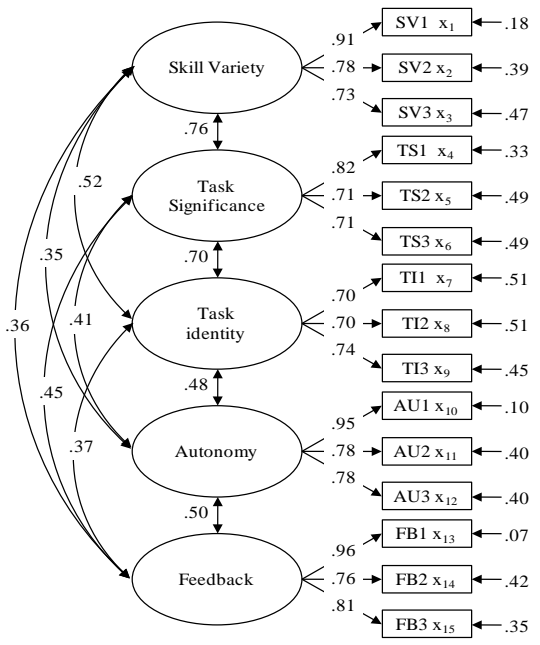 .91
SV1 x₁
.18
Skill Variety
.78
SV2 x₂
.39
.73
SV3 x₃
.47
.76
.82
TS1 x₄
.33
.52
Task
Significance
.71
TS2 x₅
.49
.71
TS3 x₆
.49
.35
.70
.70
TI1 x₇
.51
.36
.41
Task
identity
.70
TI2 x₈
.51
.74
TI3 x₉
.45
.45
.48
.95
AU1 x₁₀
.10
.37
Autonomy
.78
AU2 x₁₁
.40
.78
AU3 x₁₂
.40
.50
.96
FB1 x₁₃
.07
Feedback
.76
FB2 x₁₄
.42
.81
FB3 x₁₅
.35